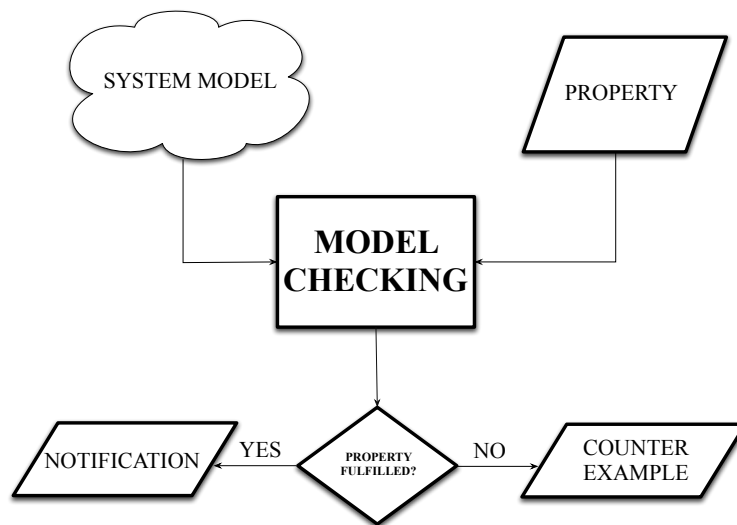 SYSTEM MODEL
PROPERTY
MODEL
CHECKING
NOTIFICATION
YES
PROPERTY
FULFILLED?
NO
COUNTER
EXAMPLE